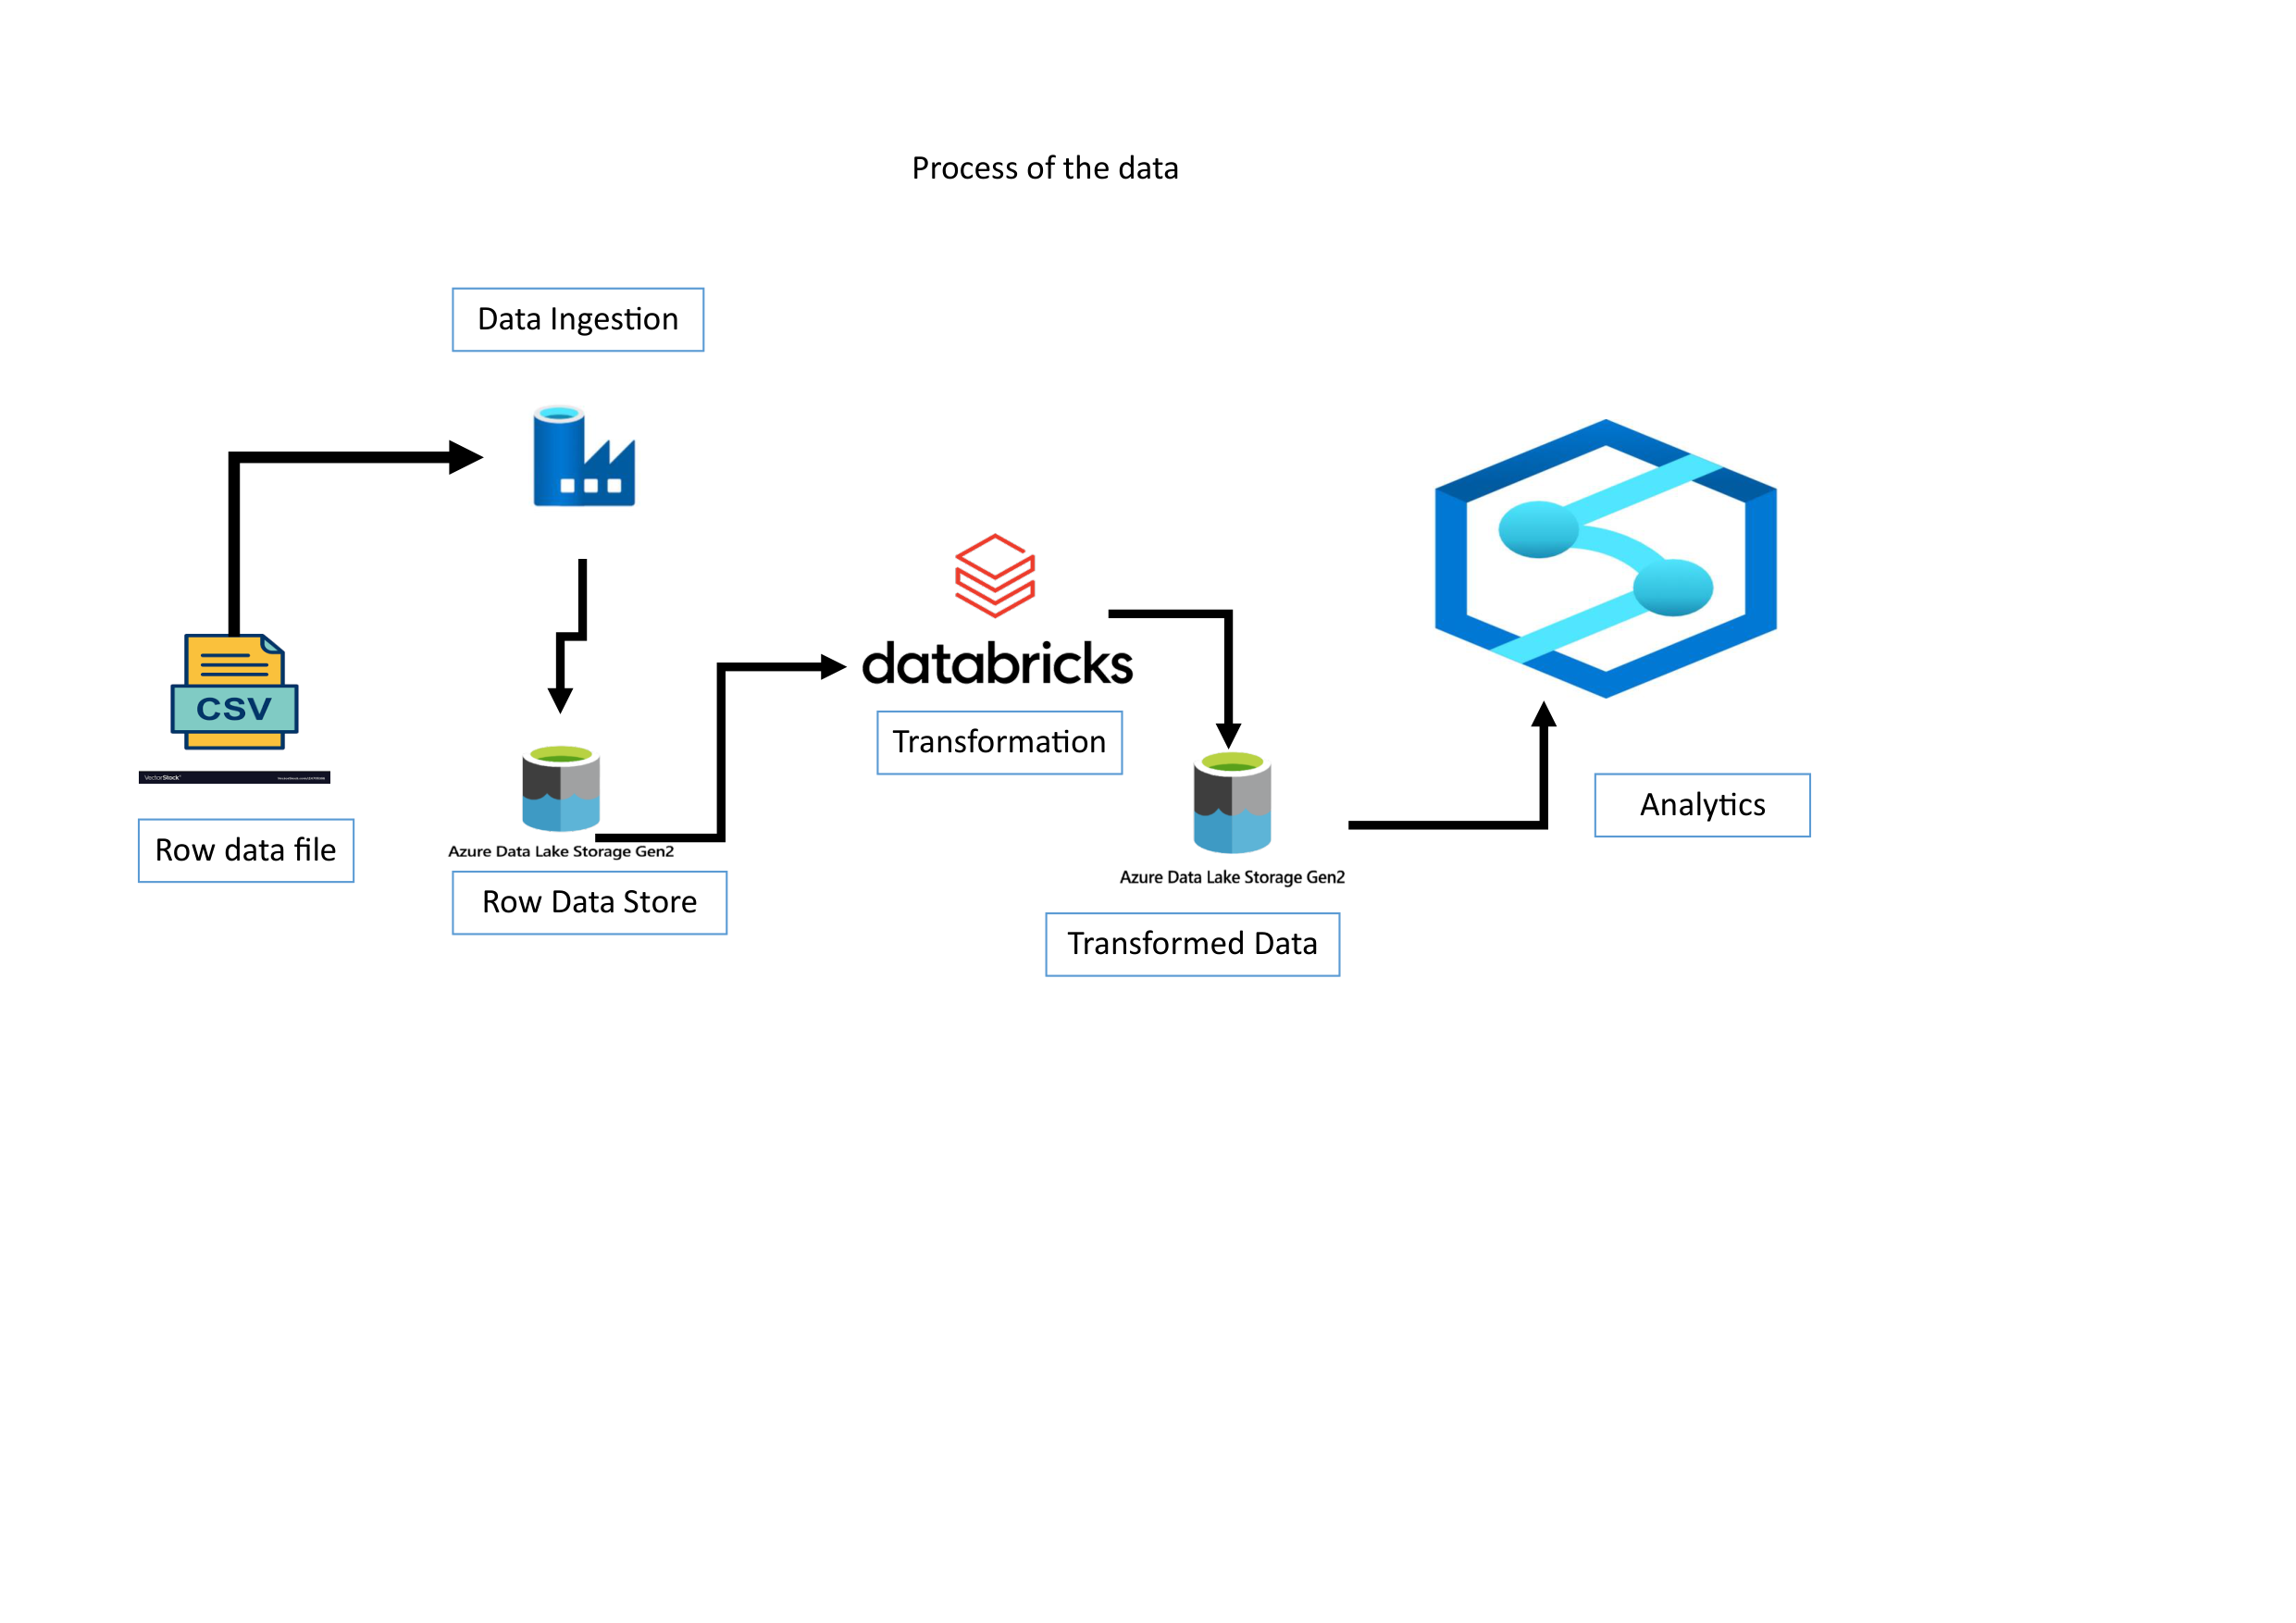 Process of the data
Data Ingestion
CSV
VectorStock
Row data file
Azure Data Lake Storage Gen2
Row Data Store
databricks
Transformation
Azure Data Lake Storage Gen2
Transformed Data
Analytics